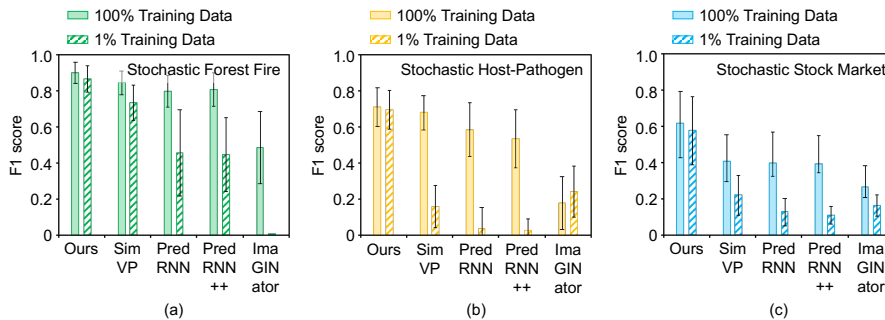 100% Training Data
1% Training Data
Stochastic Forest Fire
F1 score
1.0
0.8
0.6
0.4
0.2
0
Ours
Sim
VP
Pred
RNN
Pred
RNN
++
Ima
GIN
ator
(a)
100% Training Data
1% Training Data
Stochastic Host-Pathogen
F1 score
1.0
0.8
0.6
0.4
0.2
0
Ours
Sim
VP
Pred
RNN
Pred
RNN
++
Ima
GIN
ator
(b)
100% Training Data
1% Training Data
Stochastic Stock Market
F1 score
1.0
0.8
0.6
0.4
0.2
0
Ours
Sim
VP
Pred
RNN
Pred
RNN
++
Ima
GIN
ator
(c)